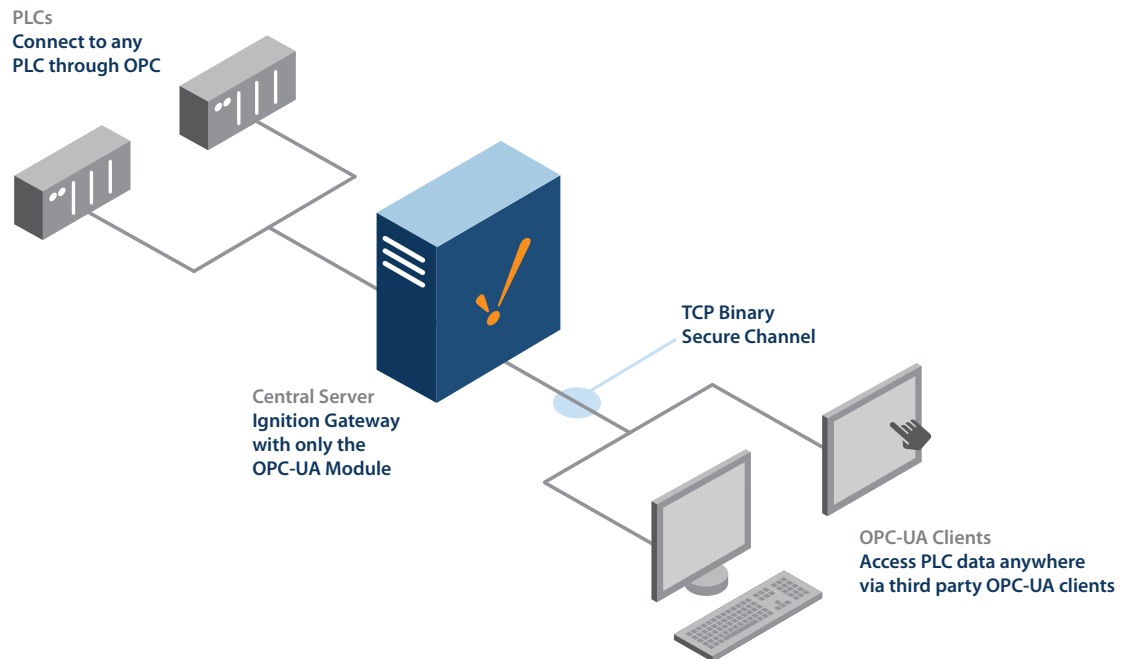 PLCs
Connect to any
PLC through OPC
TCP Binary
Secure Channel
Central Server
Ignition Gateway
with only the
OPC-UA Module
OPC-UA Clients
Access PLC data anywhere
via third party OPC-UA clients